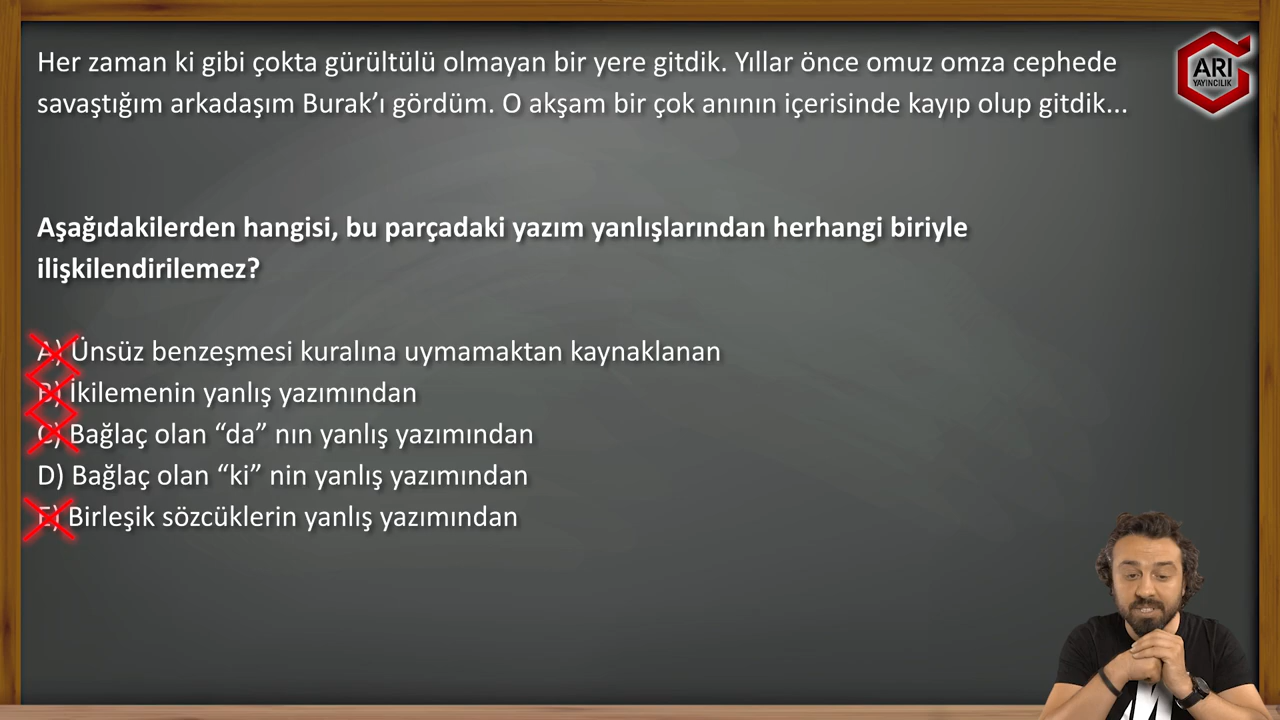 Her zaman ki gibi çokta gürültülü olmayan bir yere gitdik. Yıllar önce omuz omza cephede
savaştığım arkadaşım Burak’ı gördüm. O akşam bir çok anının içerisinde kayıp olup gitdik...
ARI
YAYINCILIK
Aşağıdakilerden hangisi, bu parçadaki yazım yanlışlarından herhangi biriyle
ilişkilendirilemez?
A) Ünsüz benzeşmesi kuralına uymamaktan kaynaklanan
B) İkilemenin yanlış yazımından
C) Bağlaç olan “da” nın yanlış yazımından
D) Bağlaç olan “ki” nin yanlış yazımından
E) Birleşik sözcüklerin yanlış yazımından